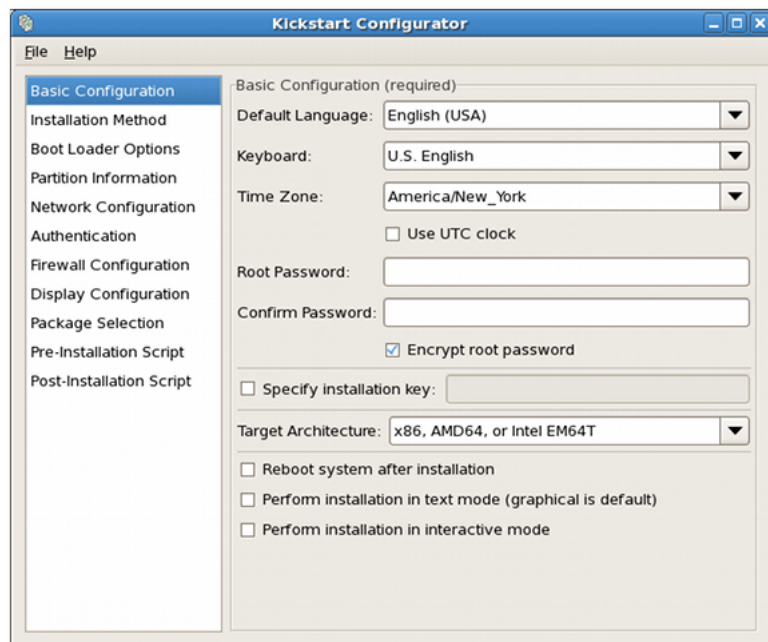 Kickstart Configurator
File Help
Basic Configuration
Installation Method
Boot Loader Options
Partition Information
Network Configuration
Authentication
Firewall Configuration
Display Configuration
Package Selection
Pre-Installation Script
Post-Installation Script
Basic Configuration (required)
Default Language: English (USA)
Keyboard: U.S. English
Time Zone: America/New_York
Use UTC clock
Root Password:
Confirm Password:
Encrypt root password
Specify installation key:
Target Architecture: x86, AMD64, or Intel EM64T
Reboot system after installation
Perform installation in text mode (graphical is default)
Perform installation in interactive mode